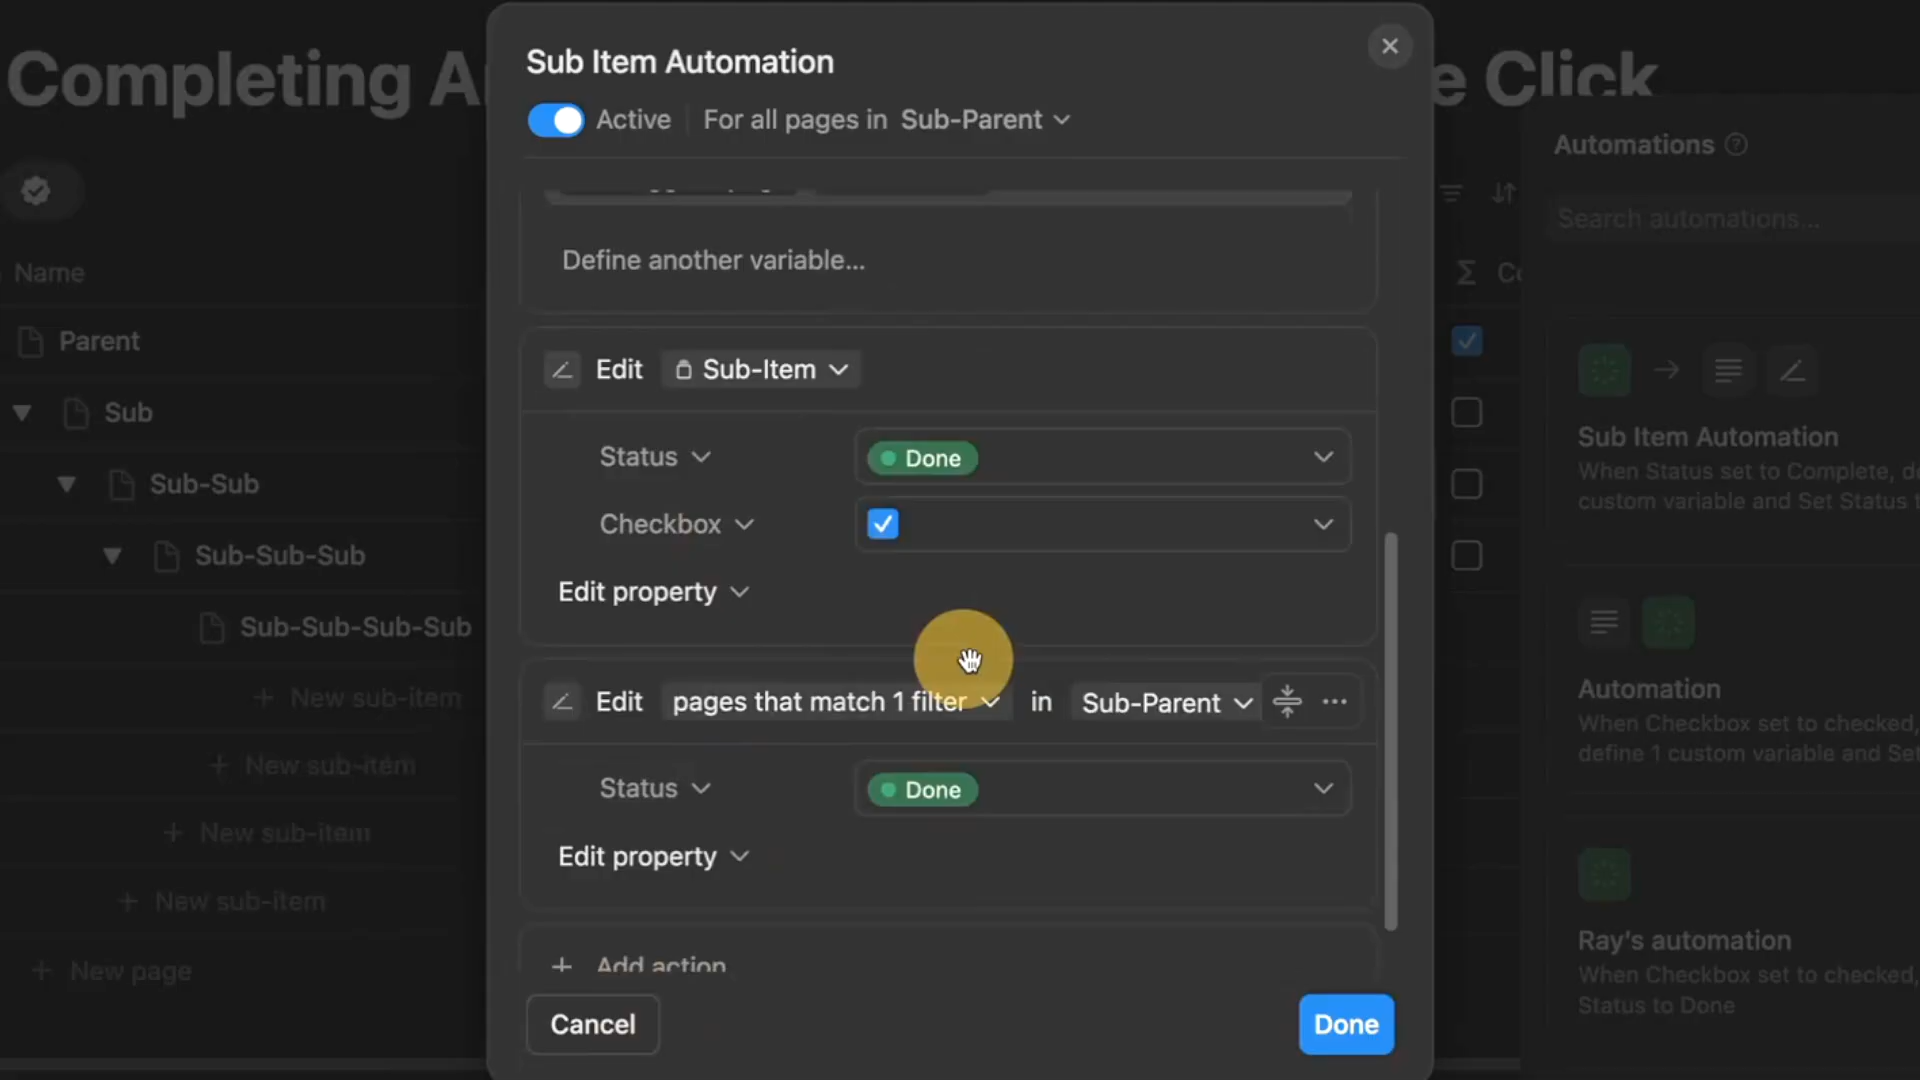 Completing A
e Click
Sub Item Automation
Active
For all pages in Sub-Parent
Define another variable...
Edit Sub-Item
Status
Done
Checkbox
Edit property
Edit pages that match 1 filter in Sub-Parent
Status
Done
Edit property
+ Add action
Cancel
Done
Name
Parent
Sub
Sub-Sub
Sub-Sub-Sub
Sub-Sub-Sub-Sub
+ New sub-item
+ New sub-item
+ New sub-item
+ New sub-item
+ New page
Σ
Automations
Search automations...
Sub Item Automation
When Status set to Complete, de
custom variable and Set Status t
Automation
When Checkbox set to checked,
define 1 custom variable and Set
Ray's automation
When Checkbox set to checked,
Status to Done